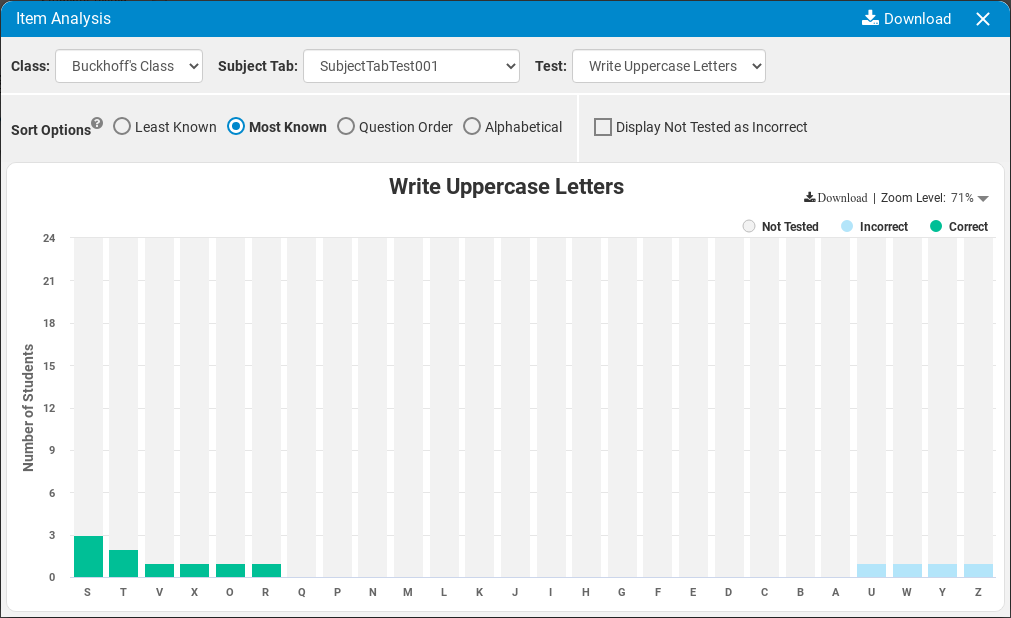 Item Analysis Download
Class: Buckhoff's Class Subject Tab: SubjectTabTest001 Test: Write Uppercase Letters
Sort Options? Least Known Most Known Question Order Alphabetical Display Not Tested as Incorrect
Write Uppercase Letters
Download | Zoom Level: 71%
Not Tested Incorrect Correct
Number of Students
24
21
18
15
12
9
6
3
0
S T V X O R Q P N M L K J I H G F E D C B A U W Y Z